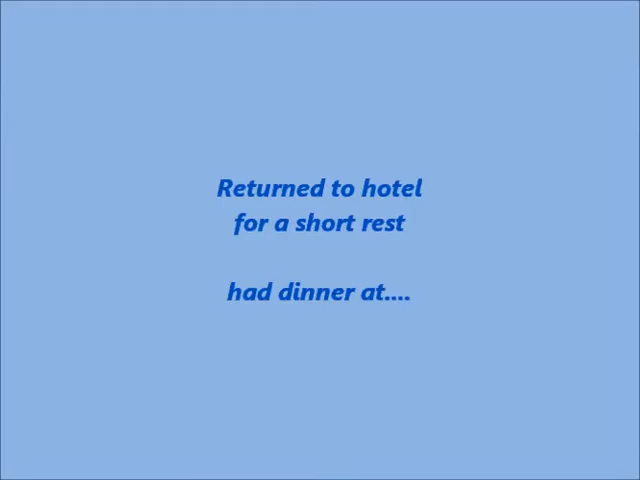 Returned to hotel
for a short rest
had dinner at....